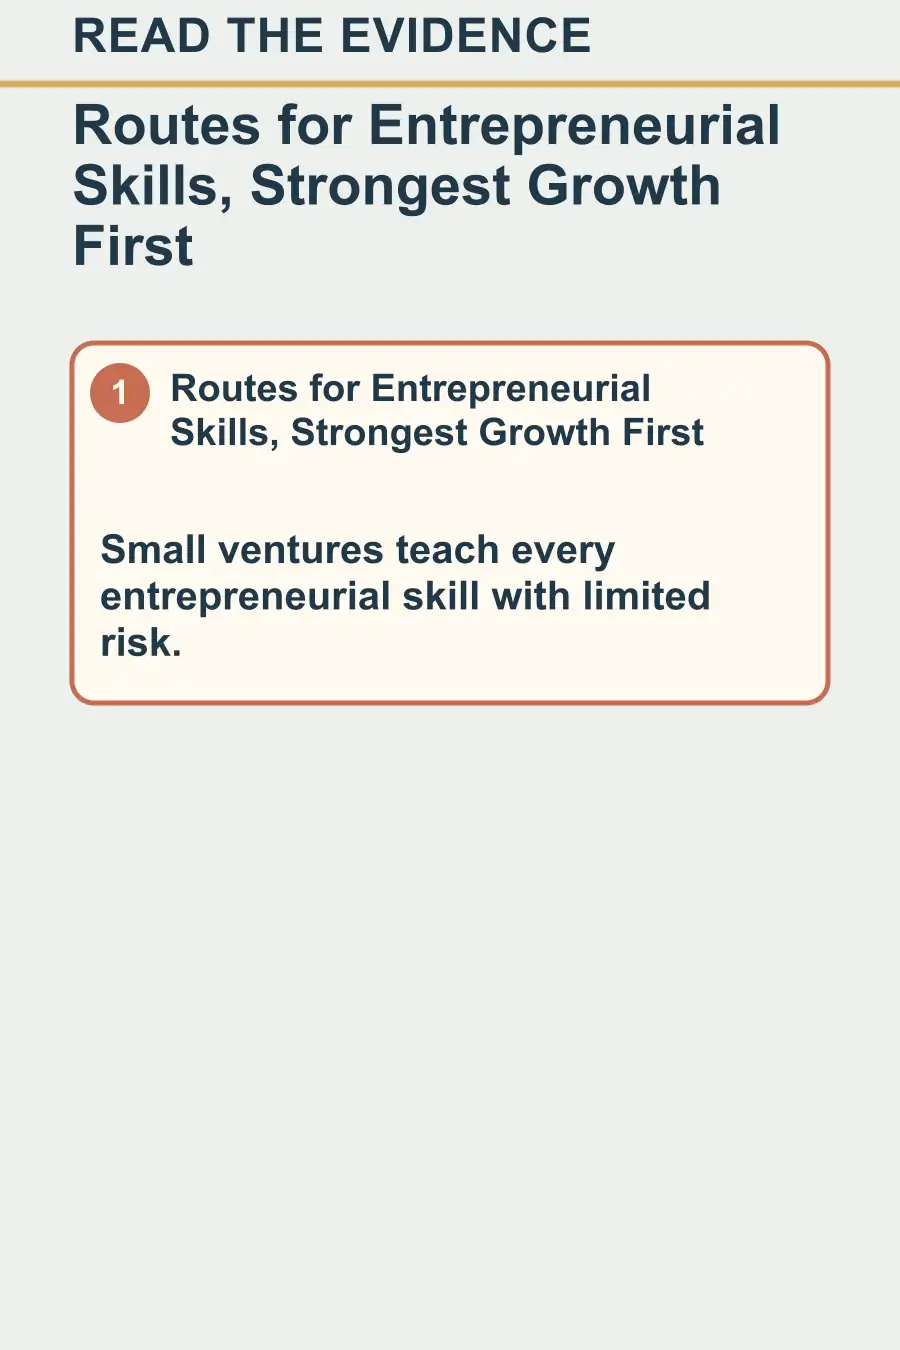 READ THE EVIDENCE
Routes for Entrepreneurial
Skills, Strongest Growth
First
1
Routes for Entrepreneurial
Skills, Strongest Growth First
Small ventures teach every
entrepreneurial skill with limited
risk.